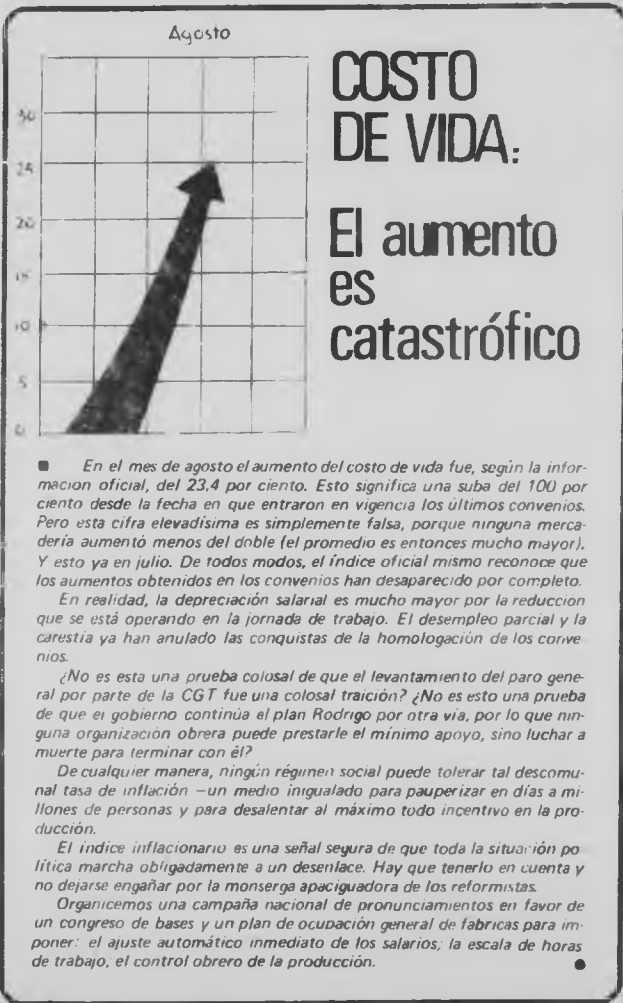 Agosto
30
25
20
15
10
5
0
COSTO
DE VIDA:
El aumento
es
catastrófico
■ En el mes de agosto el aumento del costo de vida fue, según la infor-
macion oficial, del 23,4 por ciento. Esto significa una suba del 100 por
ciento desde la fecha en que entraron en vigencia los últimos convenios.
Pero esta cifra elevadísima es simplemente falsa, porque ninguna merca-
dería aumentó menos del doble (el promedio es entonces mucho mayor).
Y esto ya en julio. De todos modos, el índice oficial mismo reconoce que
los aumentos obtenidos en los convenios han desaparecido por completo.
En realidad, la depreciación salarial es mucho mayor por la reducción
que se está operando en la jornada de trabajo. El desempleo parcial y la
carestía ya han anulado las conquistas de la homologación de los conve
nios.
¿No es esta una prueba colosal de que el levantamiento del paro gene-
ral por parte de la CGT fue una colosal traición? ¿No es esto una prueba
de que el gobierno continúa el plan Rodrigo por otra vía, por lo que nin-
guna organización obrera puede prestarle el mínimo apoyo, sino luchar a
muerte para terminar con él?
De cualquier manera, ningún régimen social puede tolerar tal descomu-
nal tasa de inflación –un medio inigualado para pauperizar en días a mi-
llones de personas y para desalentar al máximo todo incentivo en la pro-
ducción.
El índice inflacionario es una señal segura de que toda la situación po
lítica marcha obligadamente a un desenlace. Hay que tenerlo en cuenta y
no dejarse engañar por la monserga apaciguadora de los reformistas.
Organicemos una campaña nacional de pronunciamientos en favor de
un congreso de bases y un plan de ocupación general de fabricas para im-
poner: el ajuste automático inmediato de los salarios; la escala de horas
de trabajo, el control obrero de la producción. ●